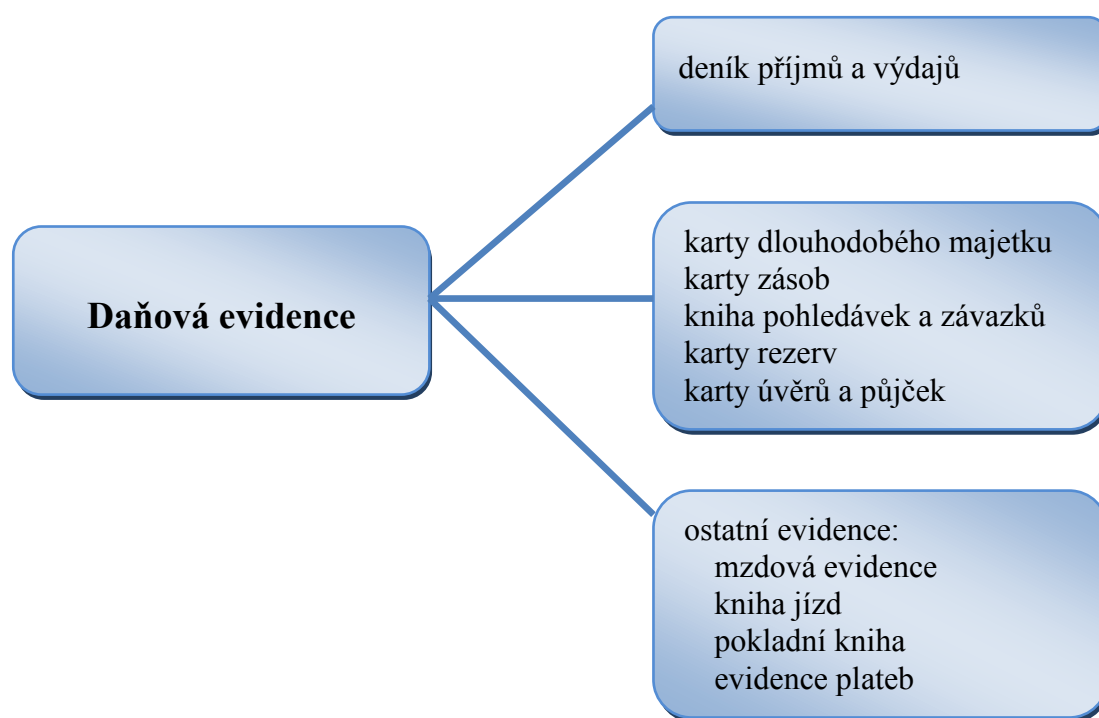 Daňová evidence
deník příjmů a výdajů
karty dlouhodobého majetku
karty zásob
kniha pohledávek a závazků
karty rezerv
karty úvěrů a půjček
ostatní evidence:
mzdová evidence
kniha jízd
pokladní kniha
evidence plateb